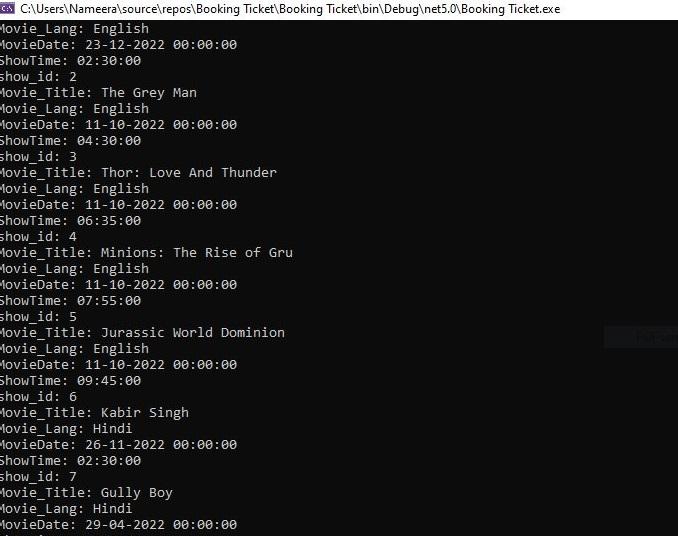 C:\Users\Nameera\source\repos\Booking Ticket\Booking Ticket\bin\Debug\net5.0\Booking Ticket.exe
Movie_Lang: English
MovieDate: 23-12-2022 00:00:00
ShowTime: 02:30:00
show_id: 2
Movie_Title: The Grey Man
Movie_Lang: English
MovieDate: 11-10-2022 00:00:00
ShowTime: 04:30:00
show_id: 3
Movie_Title: Thor: Love And Thunder
Movie_Lang: English
MovieDate: 11-10-2022 00:00:00
ShowTime: 06:35:00
show_id: 4
Movie_Title: Minions: The Rise of Gru
Movie_Lang: English
MovieDate: 11-10-2022 00:00:00
ShowTime: 07:55:00
show_id: 5
Movie_Title: Jurassic World Dominion
Movie_Lang: English
MovieDate: 11-10-2022 00:00:00
ShowTime: 09:45:00
show_id: 6
Movie_Title: Kabir Singh
Movie_Lang: Hindi
MovieDate: 26-11-2022 00:00:00
ShowTime: 02:30:00
show_id: 7
Movie_Title: Gully Boy
Movie_Lang: Hindi
MovieDate: 29-04-2022 00:00:00